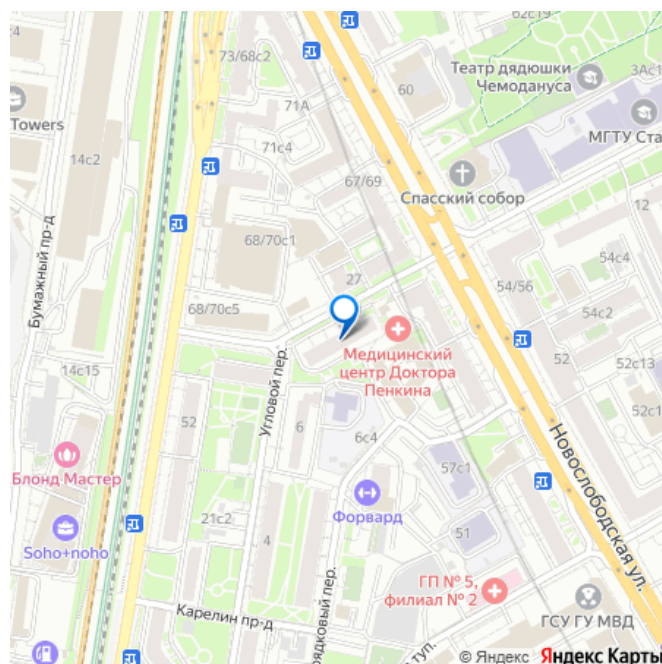 62с19
73/68с2
Театр дядюшки
Чемодануса
3Ас1
60
71А
Towers
МГТУ Ста
71с4
14с2
67/69
Спасский собор
12
68/70с1
54с4
27
54/56
Бумажный пр-д
68/70с5
54с2
Медицинский
центр Доктора
Пенкина
52
52с13
14с15
Угловой пер.
52с1
52
6
6с4
Новослободская ул.
57с1
Блонд Мастер
21с2
Форвард
51
Soho+noho
4
ГП № 5,
филиал № 2
Карелин пр-д
рядковый пер.
ГСУ ГУ МВД
туп.
© Яндекс Яндекс Карты